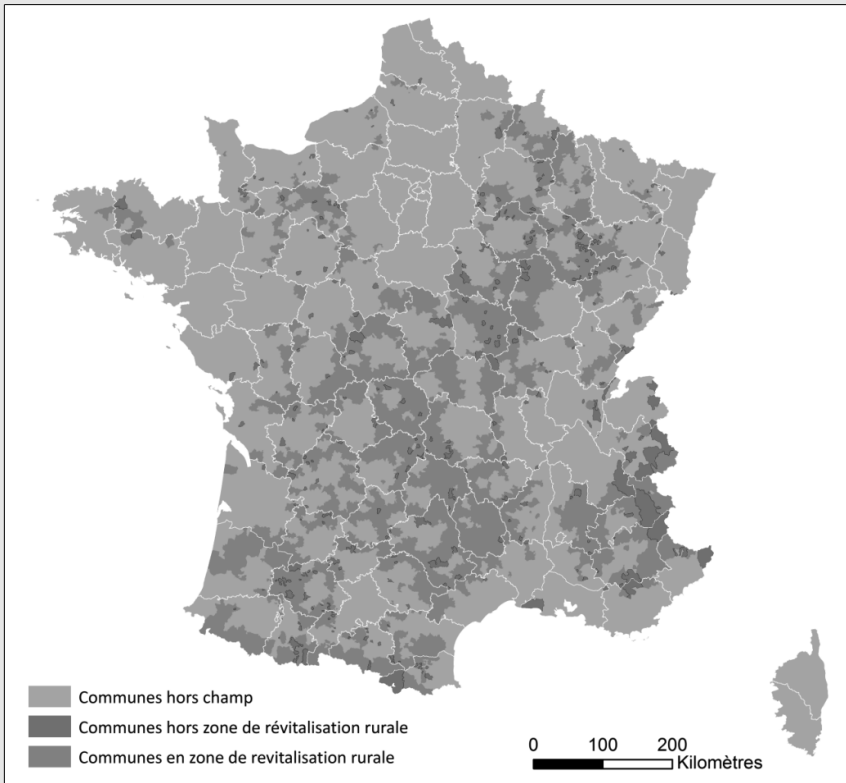 Communes hors champ
Communes hors zone de révitalisation rurale
Communes en zone de revitalisation rurale
0 100 200
Kilomètres